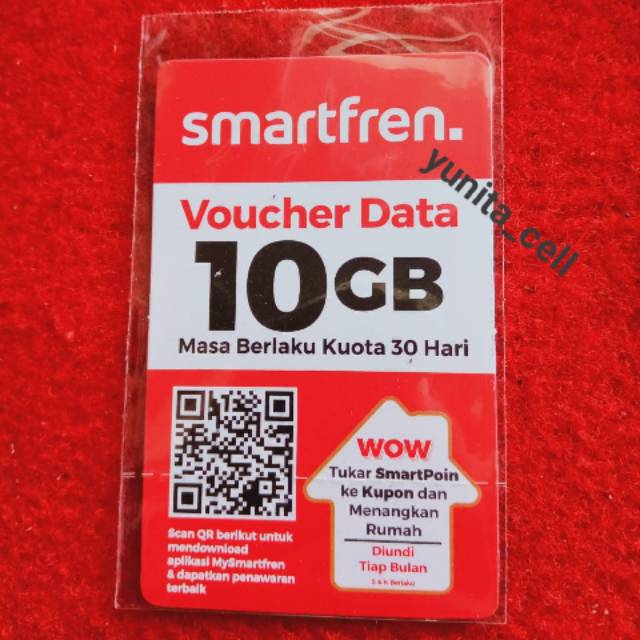 smartfren.
yunita_cell
Voucher Data
10GB
Masa Berlaku Kuota 30 Hari
WOW
Tukar SmartPoin
ke Kupon dan
Menangkan
Rumah
Diundi
Tiap Bulan
S & K Berlaku
Scan QR berikut untuk
mendownload
aplikasi MySmartfren
& dapatkan penawaran
terbaik